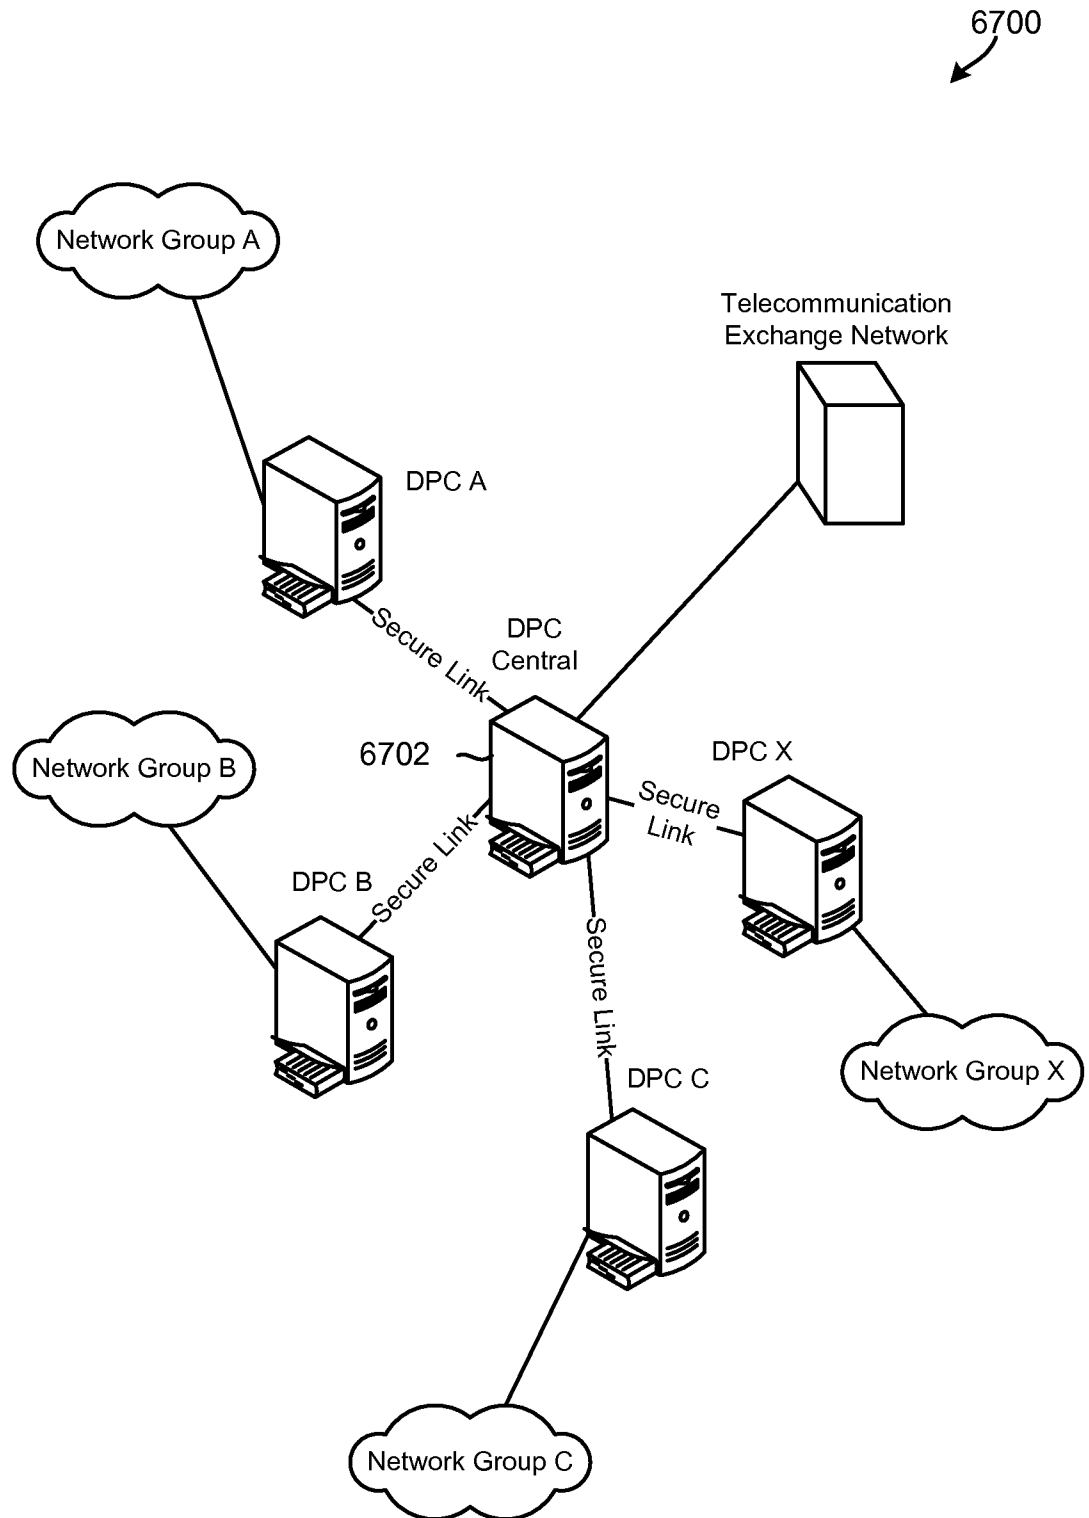 6700
Network Group A
Telecommunication
Exchange Network
DPC A
Secure Link
DPC
Central
6702
Network Group B
DPC X
Secure
Link
DPC B
Secure Link
Secure Link
Network Group X
DPC C
Network Group C